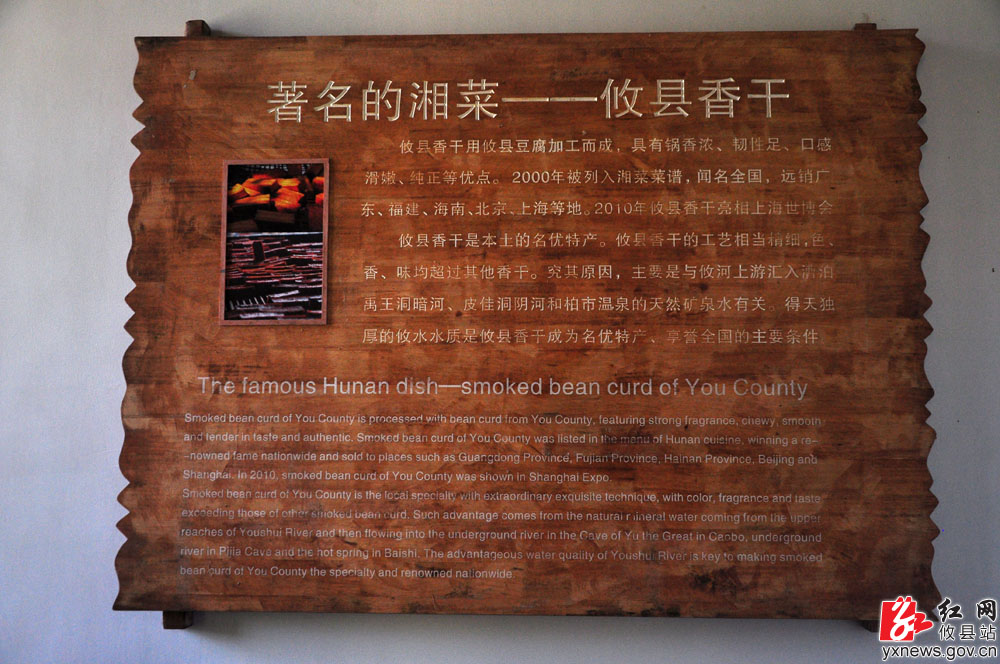 著名的湘菜——攸县香干
攸县香干用攸县豆腐加工而成，具有锅香浓、韧性足、口感
滑嫩、纯正等优点。2000年被列入湘菜菜谱，闻名全国，远销广
东、福建、海南、北京、上海等地。2010年攸县香干亮相上海世博会
攸县香干是本土的名优特产。攸县香干的工艺相当精细，色、
香、味均超过其他香干。究其原因，主要是与攸河上游汇入
禹王洞暗河、皮佳洞阴河和柏市温泉的天然矿泉水有关。得天独
厚的攸水水质是攸县香干成为名优特产、享誉全国的主要条件
The famous Hunan dish—smoked bean curd of You County
Smoked bean curd of You County is processed with bean curd from You County, featuring strong fragrance, chewy, smooth
and tender in taste and authentic. Smoked bean curd of You County was listed in the menu of Hunan cuisine, winning a re-
-nowned fame nationwide and sold to places such as Guangdong Province, Fujian Province, Hainan Province, Beijing and
Shanghai. In 2010, smoked bean curd of You County was shown in Shanghai Expo.
Smoked bean curd of You County is the local specialty with extraordinary exquisite technique, with color, fragrance and taste
exceeding those of other smoked bean curd. Such advantage comes from the natural mineral water coming from the upper
reaches of Youshui River and then flowing into the underground river in the Cave of Yu the Great in Caobo, underground
river in Pijia Cave and the hot spring in Baishi. The advantageous water quality of Youshui River is key to making smoked
bean curd of You County the specialty and renowned nationwide.
红网
攸县站
yxnews.gov.cn